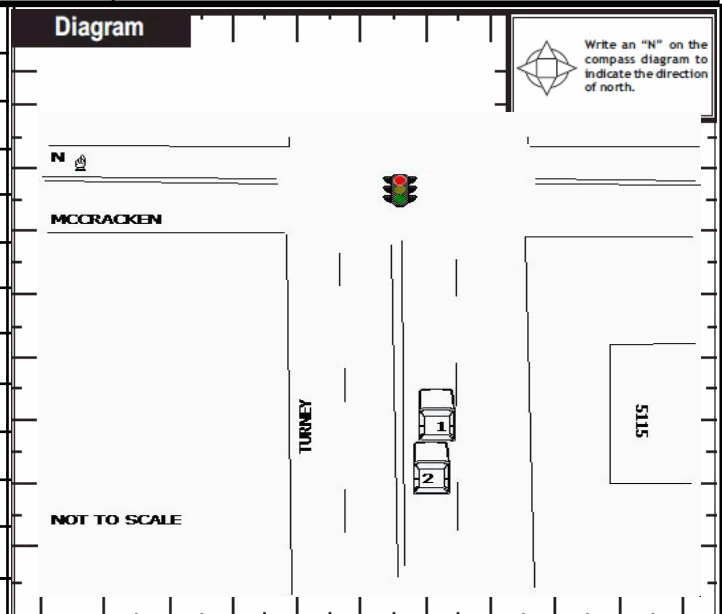 Diagram
Write an "N" on the
compass diagram to
indicate the direction
of north.
N
MCCRACKEN
TURNEY
1
5115
2
NOT TO SCALE